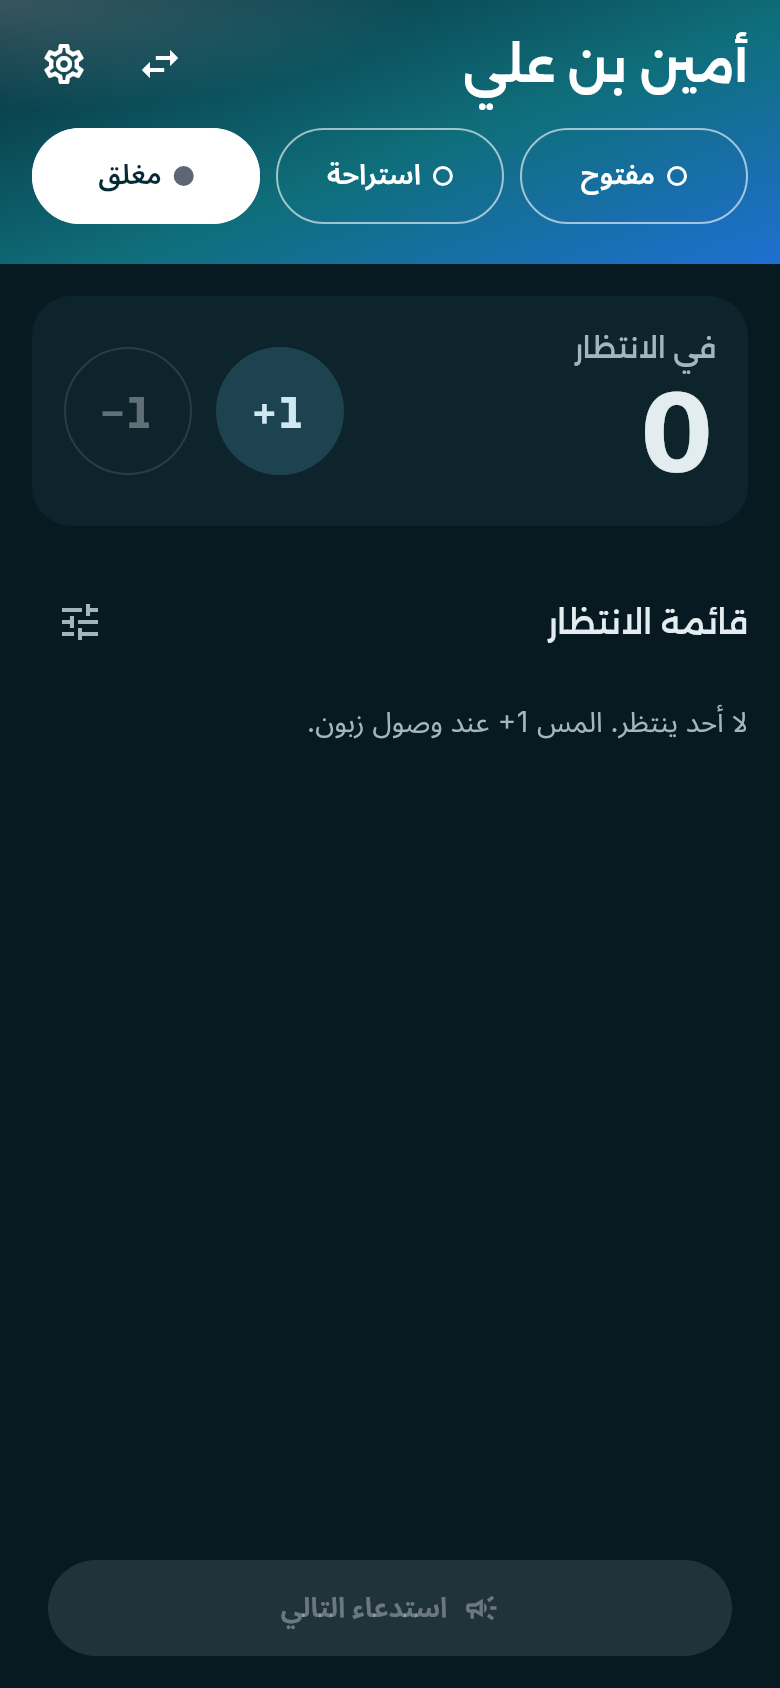 أمين بن علي
مفتوح
استراحة
مغلق
في الانتظار
0
+1
−1
قائمة الانتظار
لا أحد ينتظر. المس 1+ عند وصول زبون.
استدعاء التالي